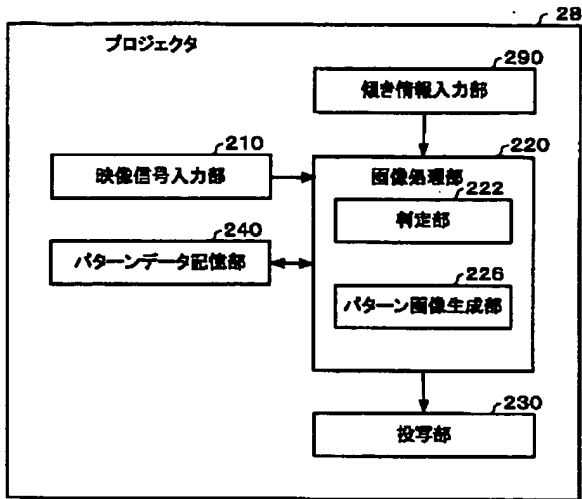 28
プロジェクタ
290
傾き情報入力部
210
映像信号入力部
220
画像処理部
222
判定部
240
パターンデータ記憶部
226
パターン画像生成部
230
投写部